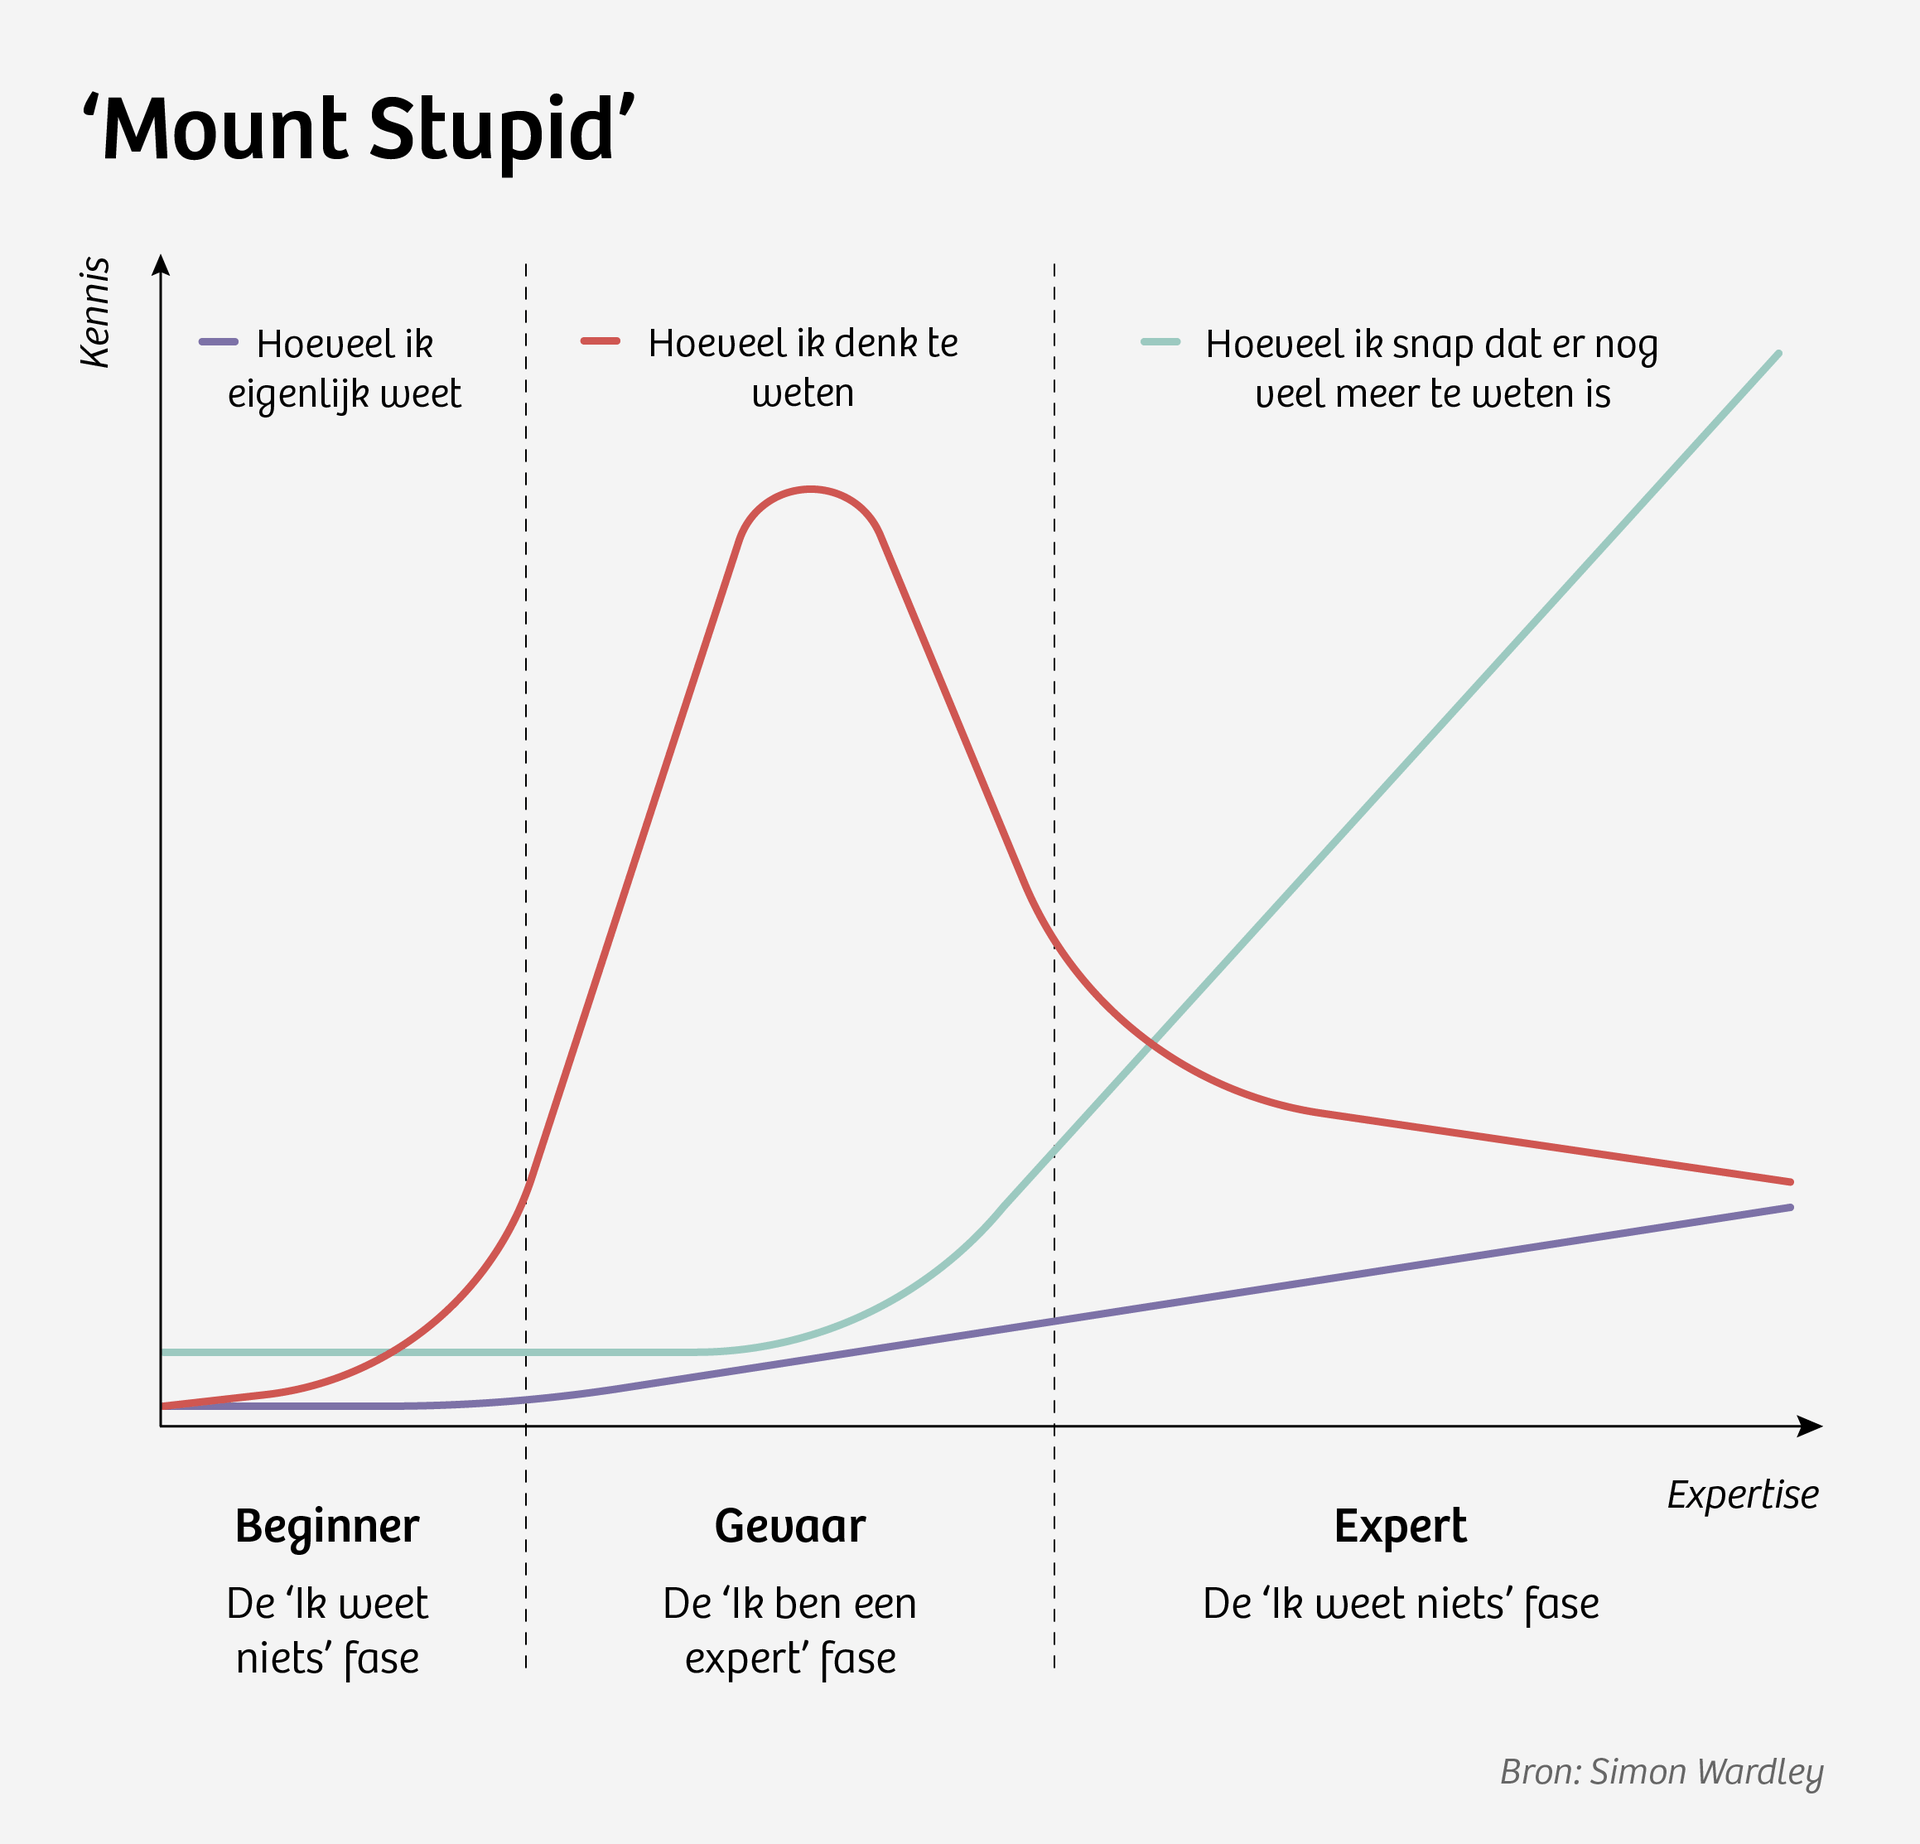 ‘Mount Stupid’
Kennis
Hoeveel ik
eigenlijk weet
Hoeveel ik denk te
weten
Hoeveel ik snap dat er nog
veel meer te weten is
Expertise
Beginner
De ‘Ik weet
niets’ fase
Gevaar
De ‘Ik ben een
expert’ fase
Expert
De ‘Ik weet niets’ fase
Bron: Simon Wardley